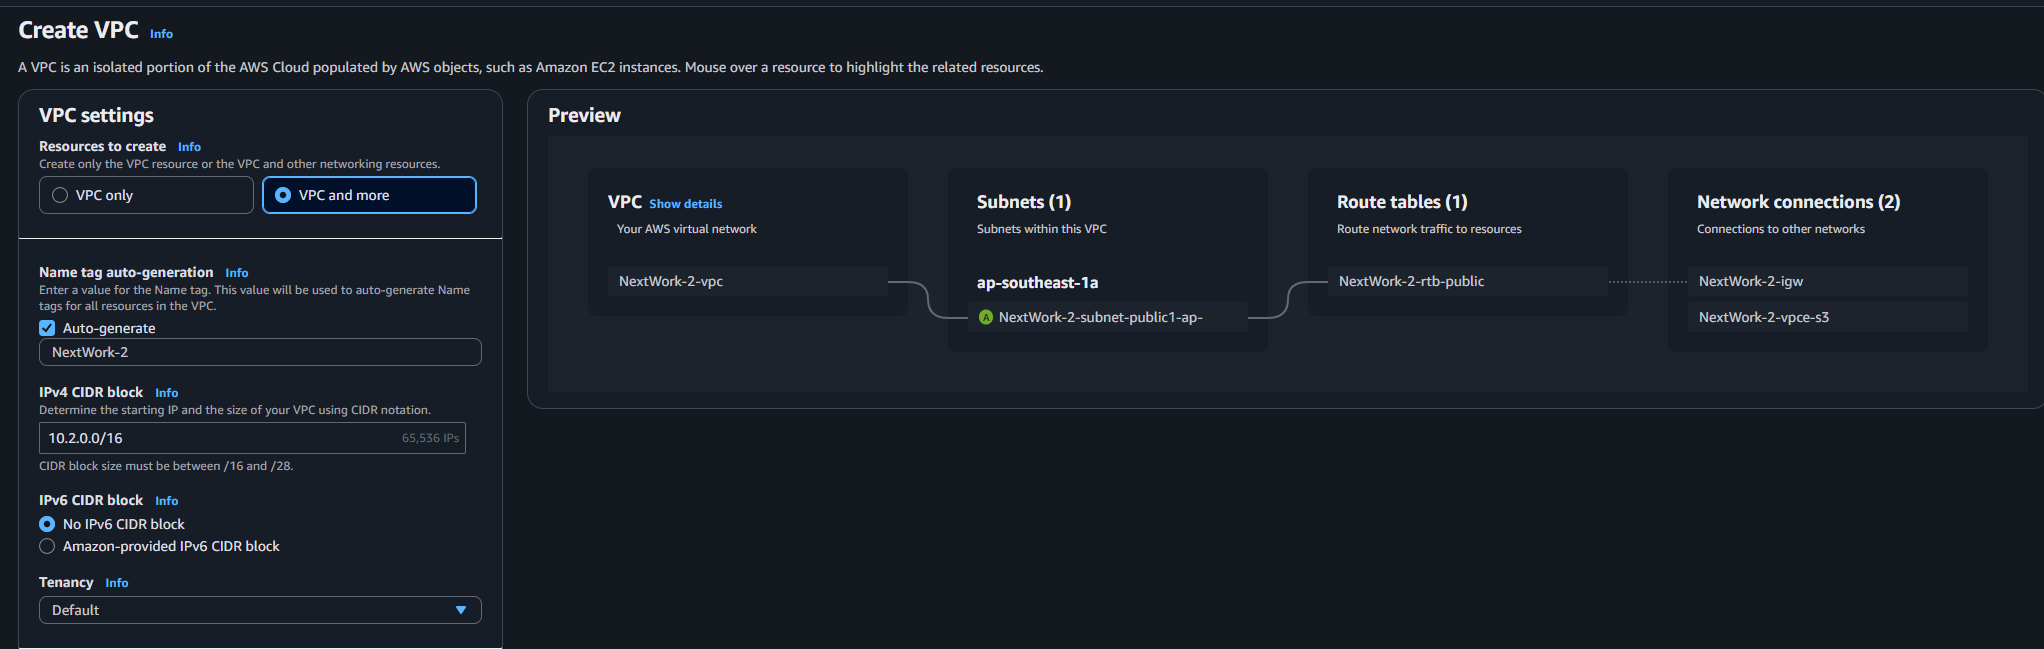 Create VPC Info
A VPC is an isolated portion of the AWS Cloud populated by AWS objects, such as Amazon EC2 instances. Mouse over a resource to highlight the related resources.
VPC settings
Resources to create Info
Create only the VPC resource or the VPC and other networking resources.
VPC only
VPC and more
Name tag auto-generation Info
Enter a value for the Name tag. This value will be used to auto-generate Name
tags for all resources in the VPC.
Auto-generate
NextWork-2
IPv4 CIDR block Info
Determine the starting IP and the size of your VPC using CIDR notation.
10.2.0.0/16 65,536 IPs
CIDR block size must be between /16 and /28.
IPv6 CIDR block Info
No IPv6 CIDR block
Amazon-provided IPv6 CIDR block
Tenancy Info
Default
Preview
VPC Show details
Your AWS virtual network
NextWork-2-vpc
Subnets (1)
Subnets within this VPC
ap-southeast-1a
A NextWork-2-subnet-public1-ap-
Route tables (1)
Route network traffic to resources
NextWork-2-rtb-public
Network connections (2)
Connections to other networks
NextWork-2-igw
NextWork-2-vpce-s3